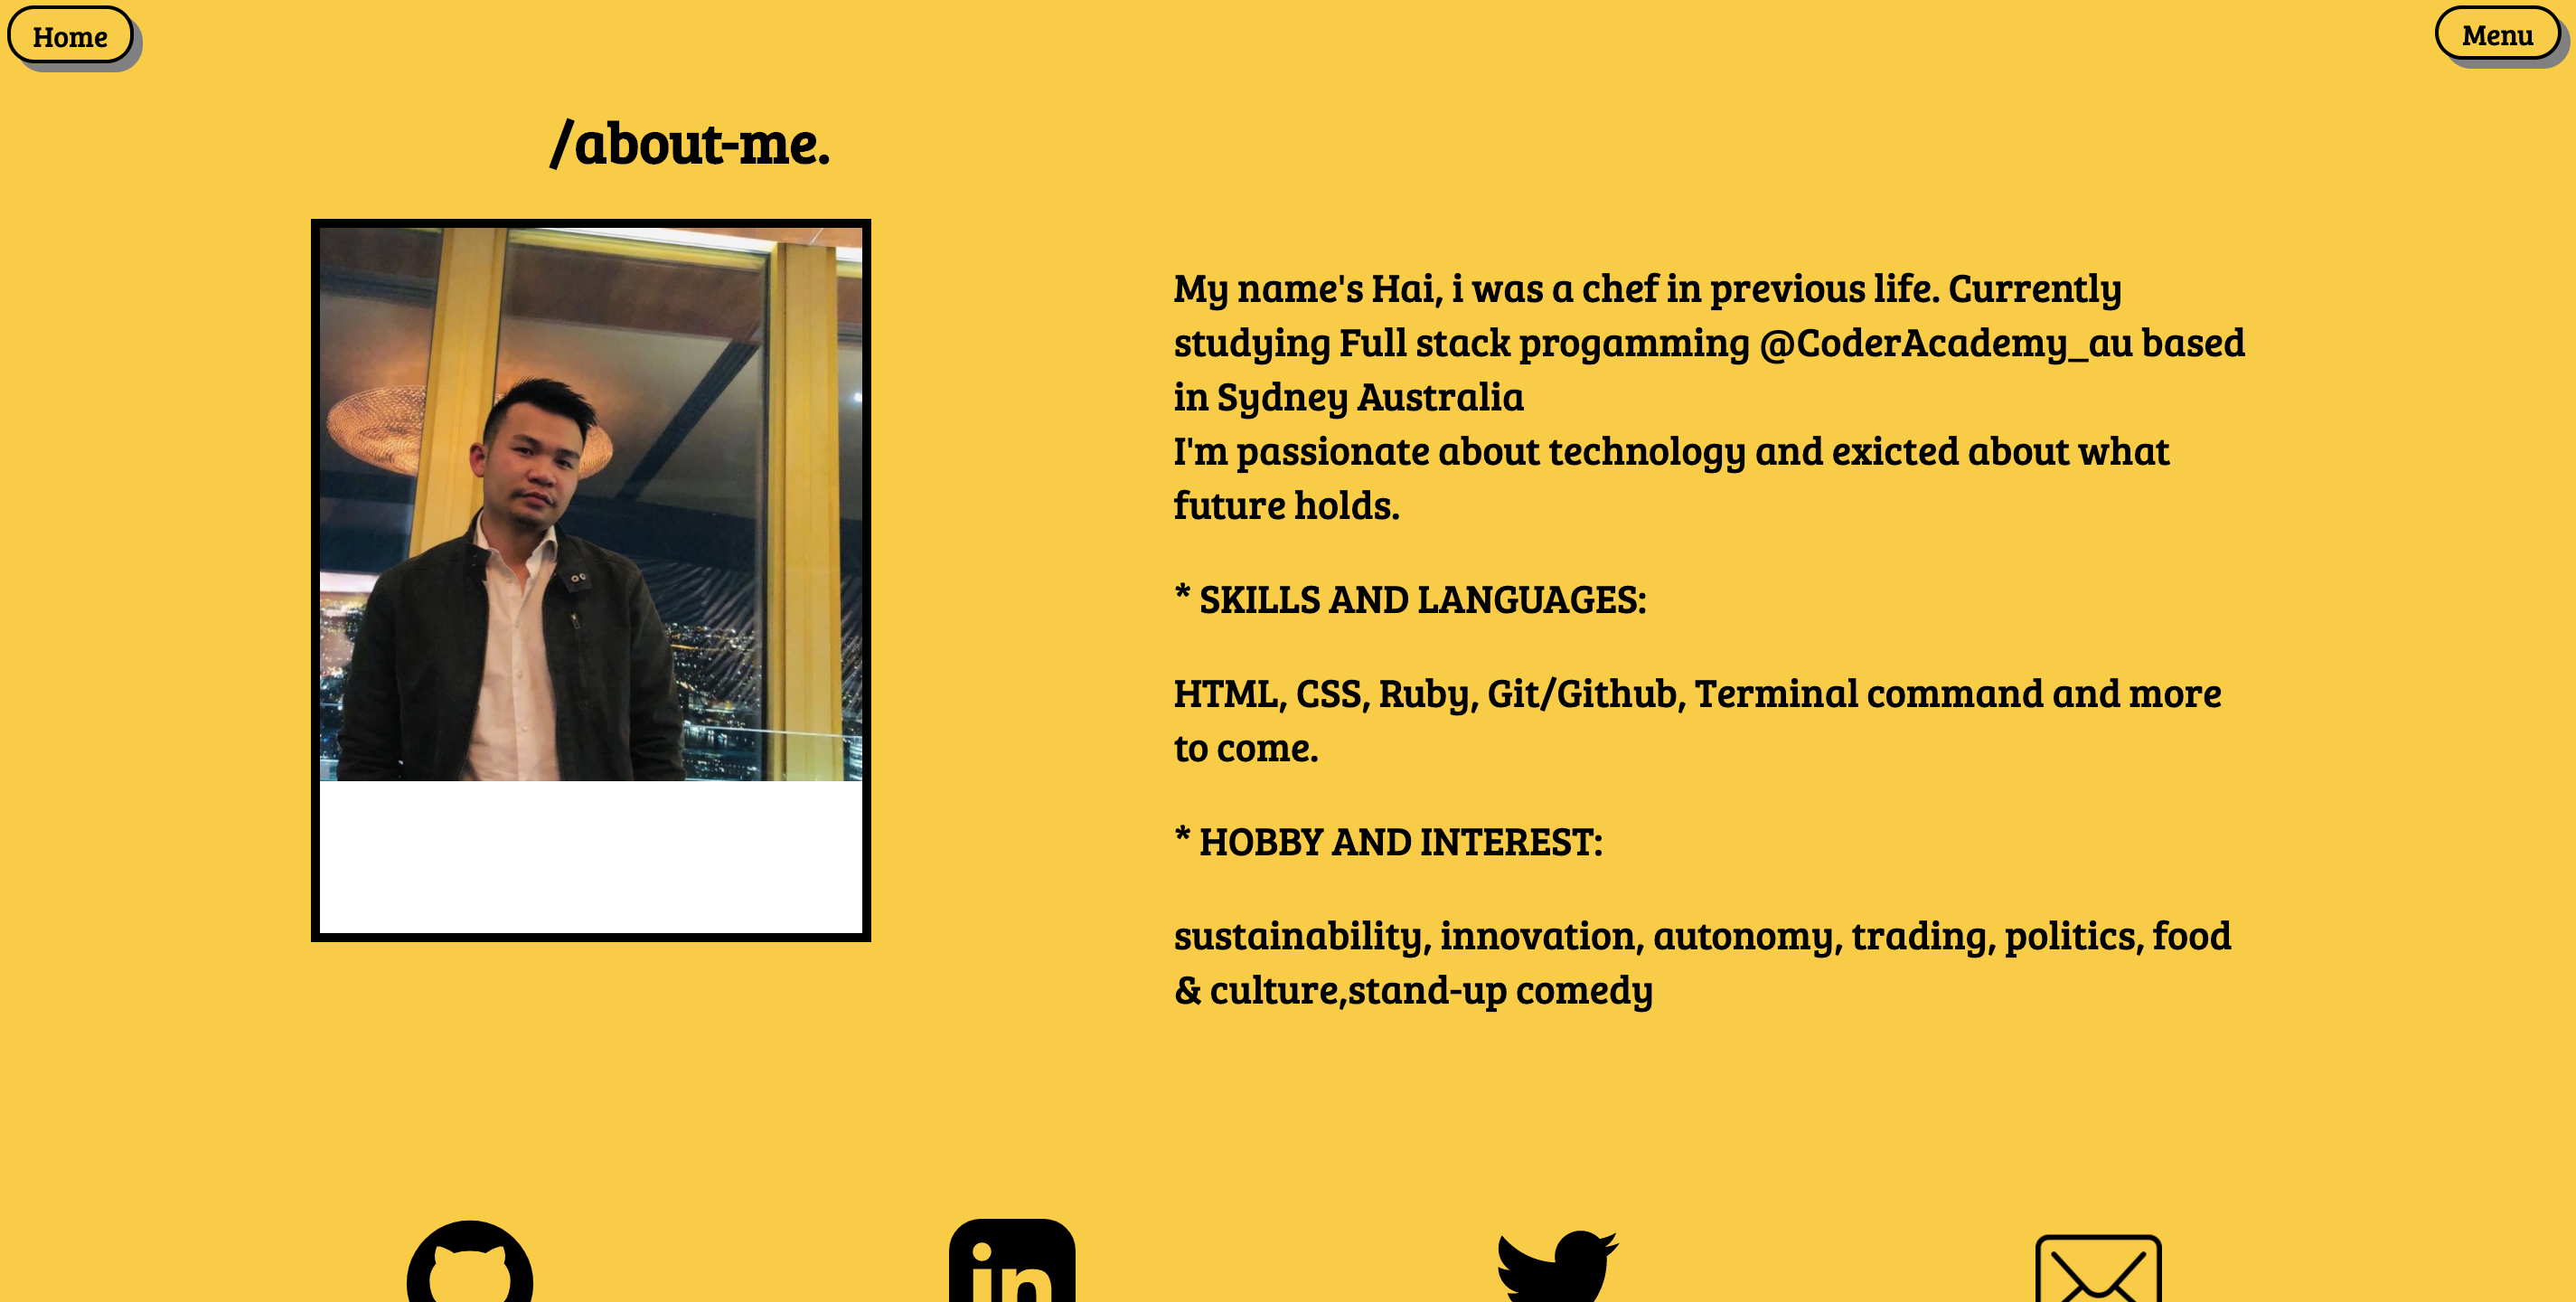 Home
Menu
/about-me.
My name's Hai, i was a chef in previous life. Currently
studying Full stack progamming @CoderAcademy_au based
in Sydney Australia
I'm passionate about technology and exicted about what
future holds.
* SKILLS AND LANGUAGES:
HTML, CSS, Ruby, Git/Github, Terminal command and more
to come.
* HOBBY AND INTEREST:
sustainability, innovation, autonomy, trading, politics, food
& culture,stand-up comedy
in